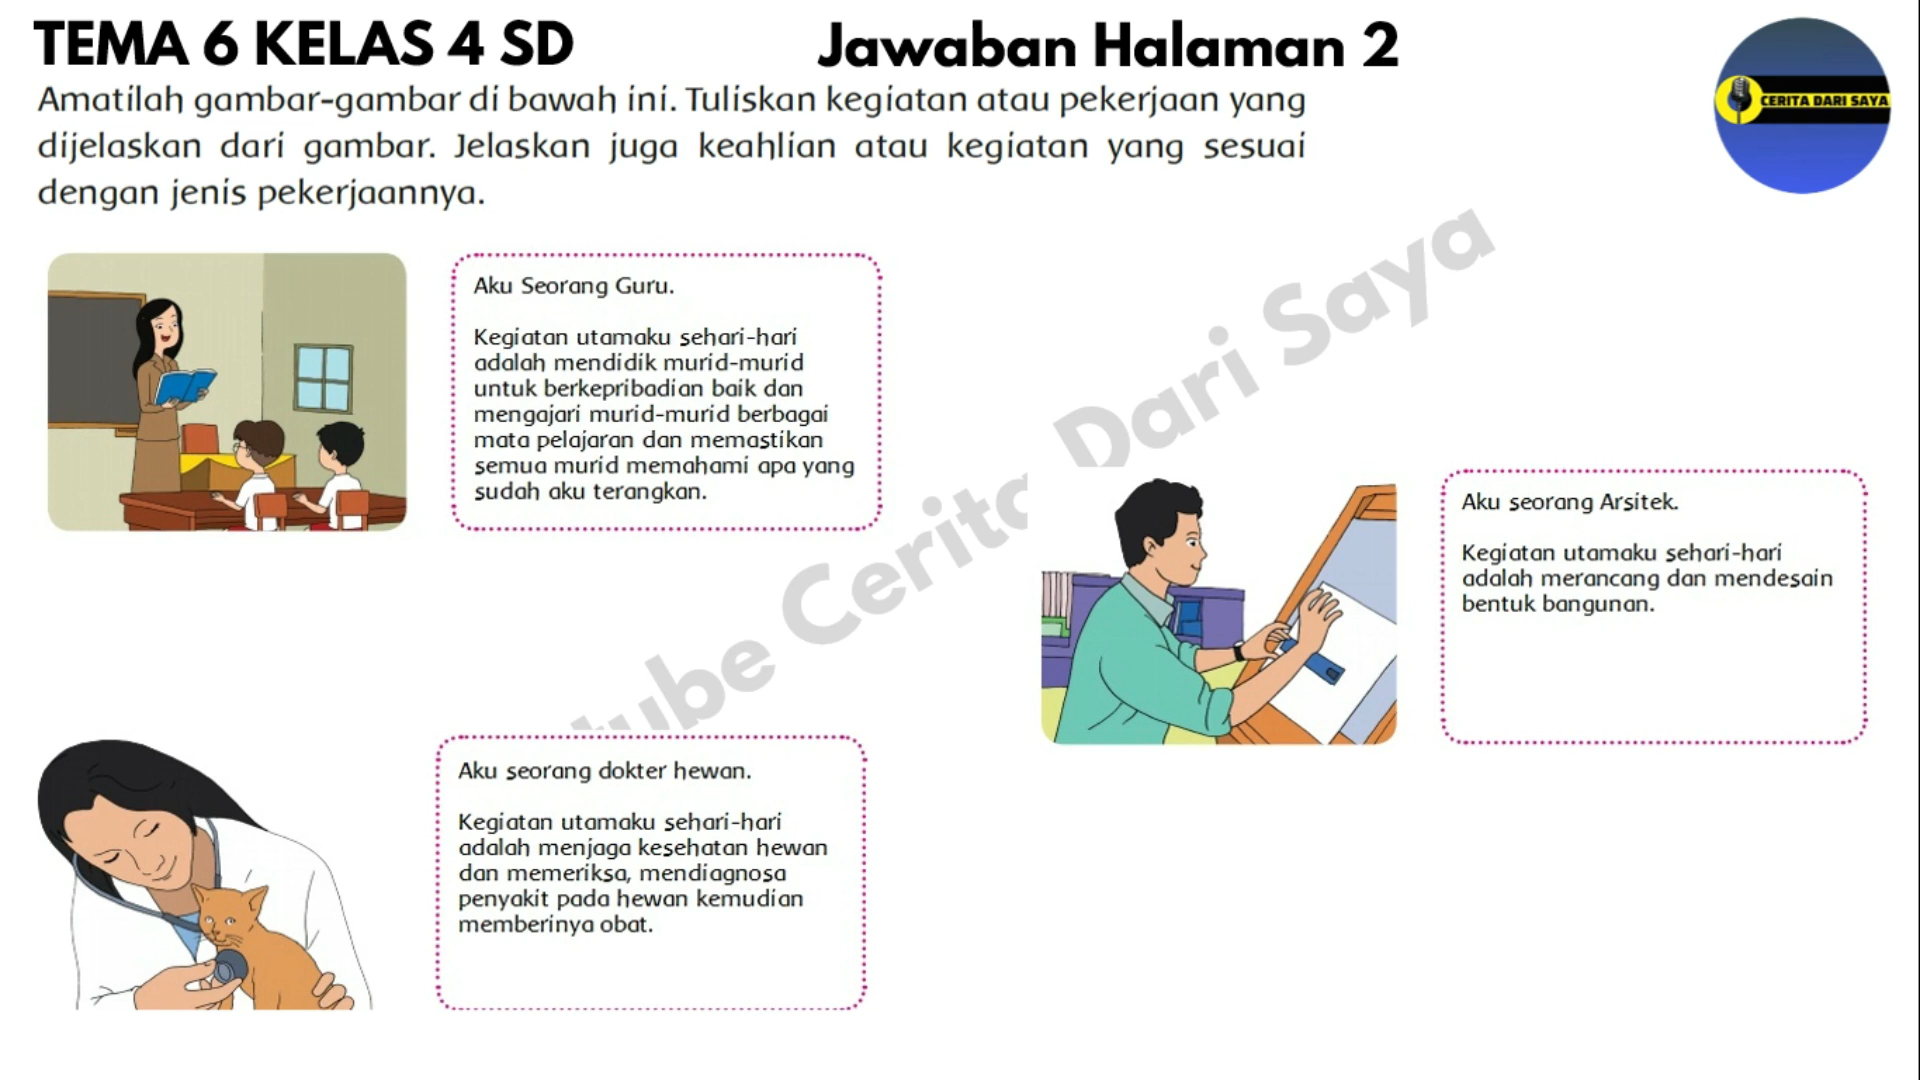 TEMA 6 KELAS 4 SD
Jawaban Halaman 2
CERITA DARI SAYA
Amatilah gambar-gambar di bawah ini. Tuliskan kegiatan atau pekerjaan yang
dijelaskan dari gambar. Jelaskan juga keahlian atau kegiatan yang sesuai
dengan jenis pekerjaannya.
Aku Seorang Guru.
Kegiatan utamaku sehari-hari
adalah mendidik murid-murid
untuk berkepribadian baik dan
mengajari murid-murid berbagai
mata pelajaran dan memastikan
semua murid memahami apa yang
sudah aku terangkan.
Aku seorang Arsitek.
Kegiatan utamaku sehari-hari
adalah merancang dan mendesain
bentuk bangunan.
Aku seorang dokter hewan.
Kegiatan utamaku sehari-hari
adalah menjaga kesehatan hewan
dan memeriksa, mendiagnosa
penyakit pada hewan kemudian
memberinya obat.
Cerita Dari Saya